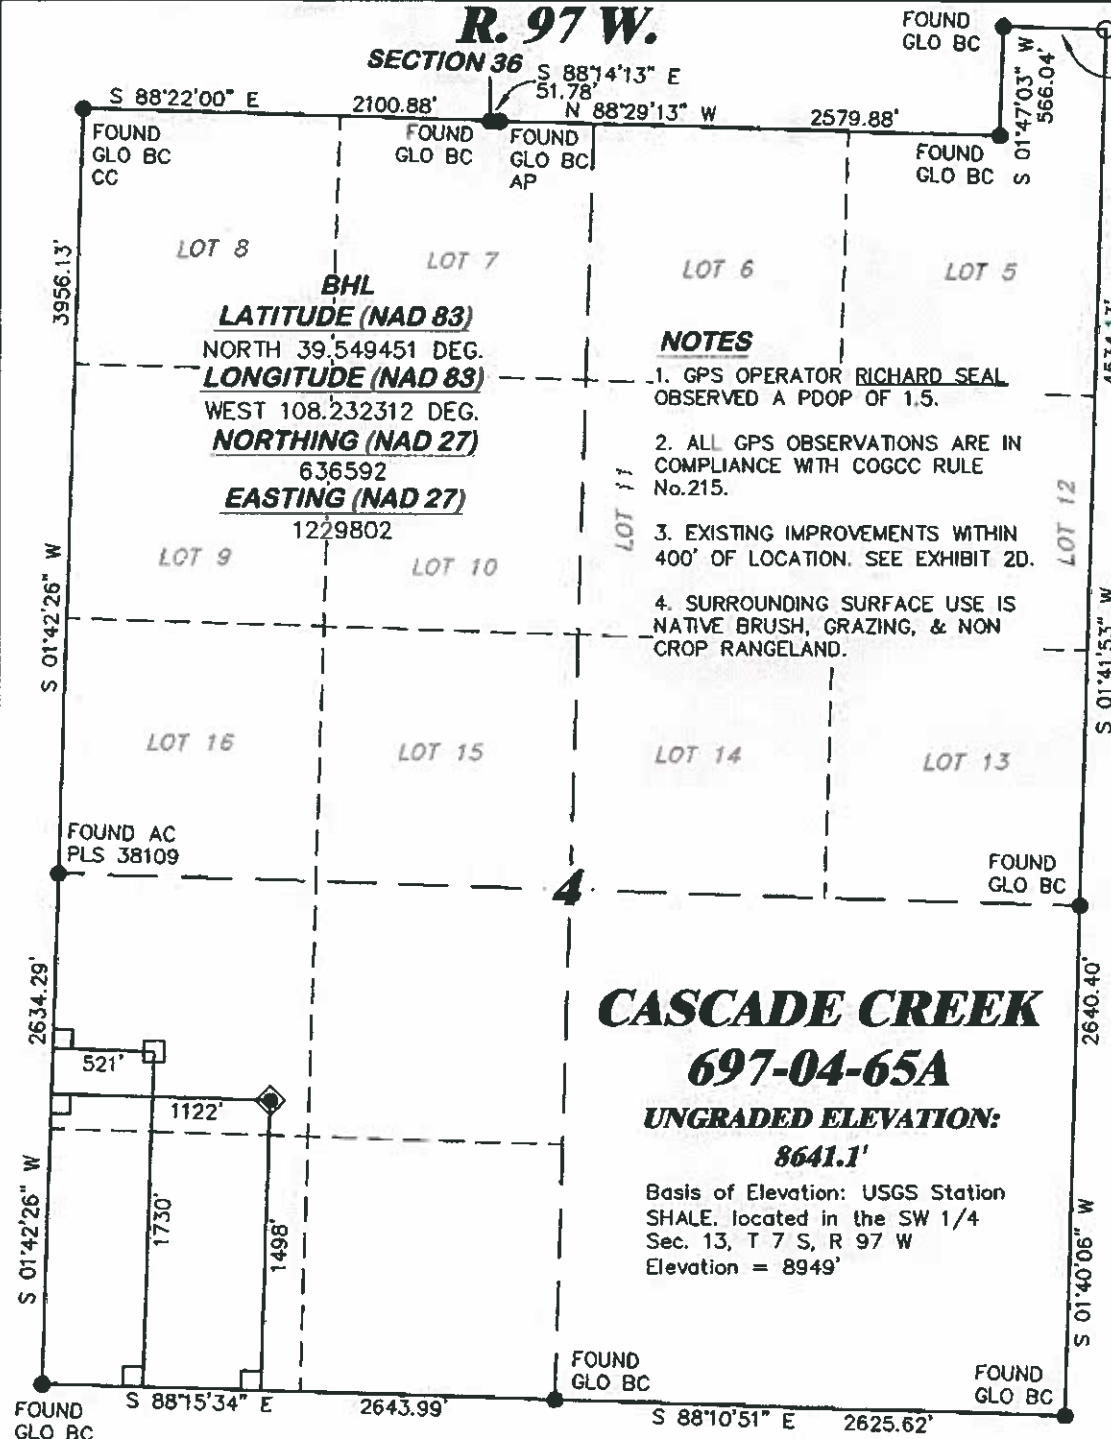 R. 97 W.
SECTION 36
FOUND
GLO BC
S 88°14'13" E
51.78'
S 88°22'00" E
2100.88'
N 88°29'13" W
2579.88'
S 01°47'03" W
566.04'
FOUND
GLO BC
CC
FOUND
GLO BC
FOUND
GLO BC
AP
FOUND
GLO BC
LOT 8
LOT 7
LOT 6
LOT 5
3956.13'
BHL
LATITUDE (NAD 83)
NORTH 39.549451 DEG.
LONGITUDE (NAD 83)
WEST 108.232312 DEG.
NORTHING (NAD 27)
636592
EASTING (NAD 27)
1229802
NOTES
1. GPS OPERATOR RICHARD SEAL
OBSERVED A PDOP OF 1.5.
2. ALL GPS OBSERVATIONS ARE IN
COMPLIANCE WITH COGCC RULE
No.215.
3. EXISTING IMPROVEMENTS WITHIN
400' OF LOCATION. SEE EXHIBIT 2D.
4. SURROUNDING SURFACE USE IS
NATIVE BRUSH, GRAZING, & NON
CROP RANGELAND.
LOT 9
LOT 10
LOT 11
LOT 12
S 01°42'26" W
S 01°41'53" W
LOT 16
LOT 15
LOT 14
LOT 13
FOUND AC
PLS 38109
FOUND
GLO BC
4
2634.29'
2640.40'
CASCADE CREEK
697-04-65A
UNGRADED ELEVATION:
8641.1'
Basis of Elevation: USGS Station
SHALE. located in the SW 1/4
Sec. 13, T 7 S, R 97 W
Elevation = 8949'
521'
1122'
1730'
1498'
S 01°42'26" W
S 01°40'06" W
FOUND
GLO BC
S 88°15'34" E
2643.99'
FOUND
GLO BC
S 88°10'51" E
2625.62'
FOUND
GLO BC